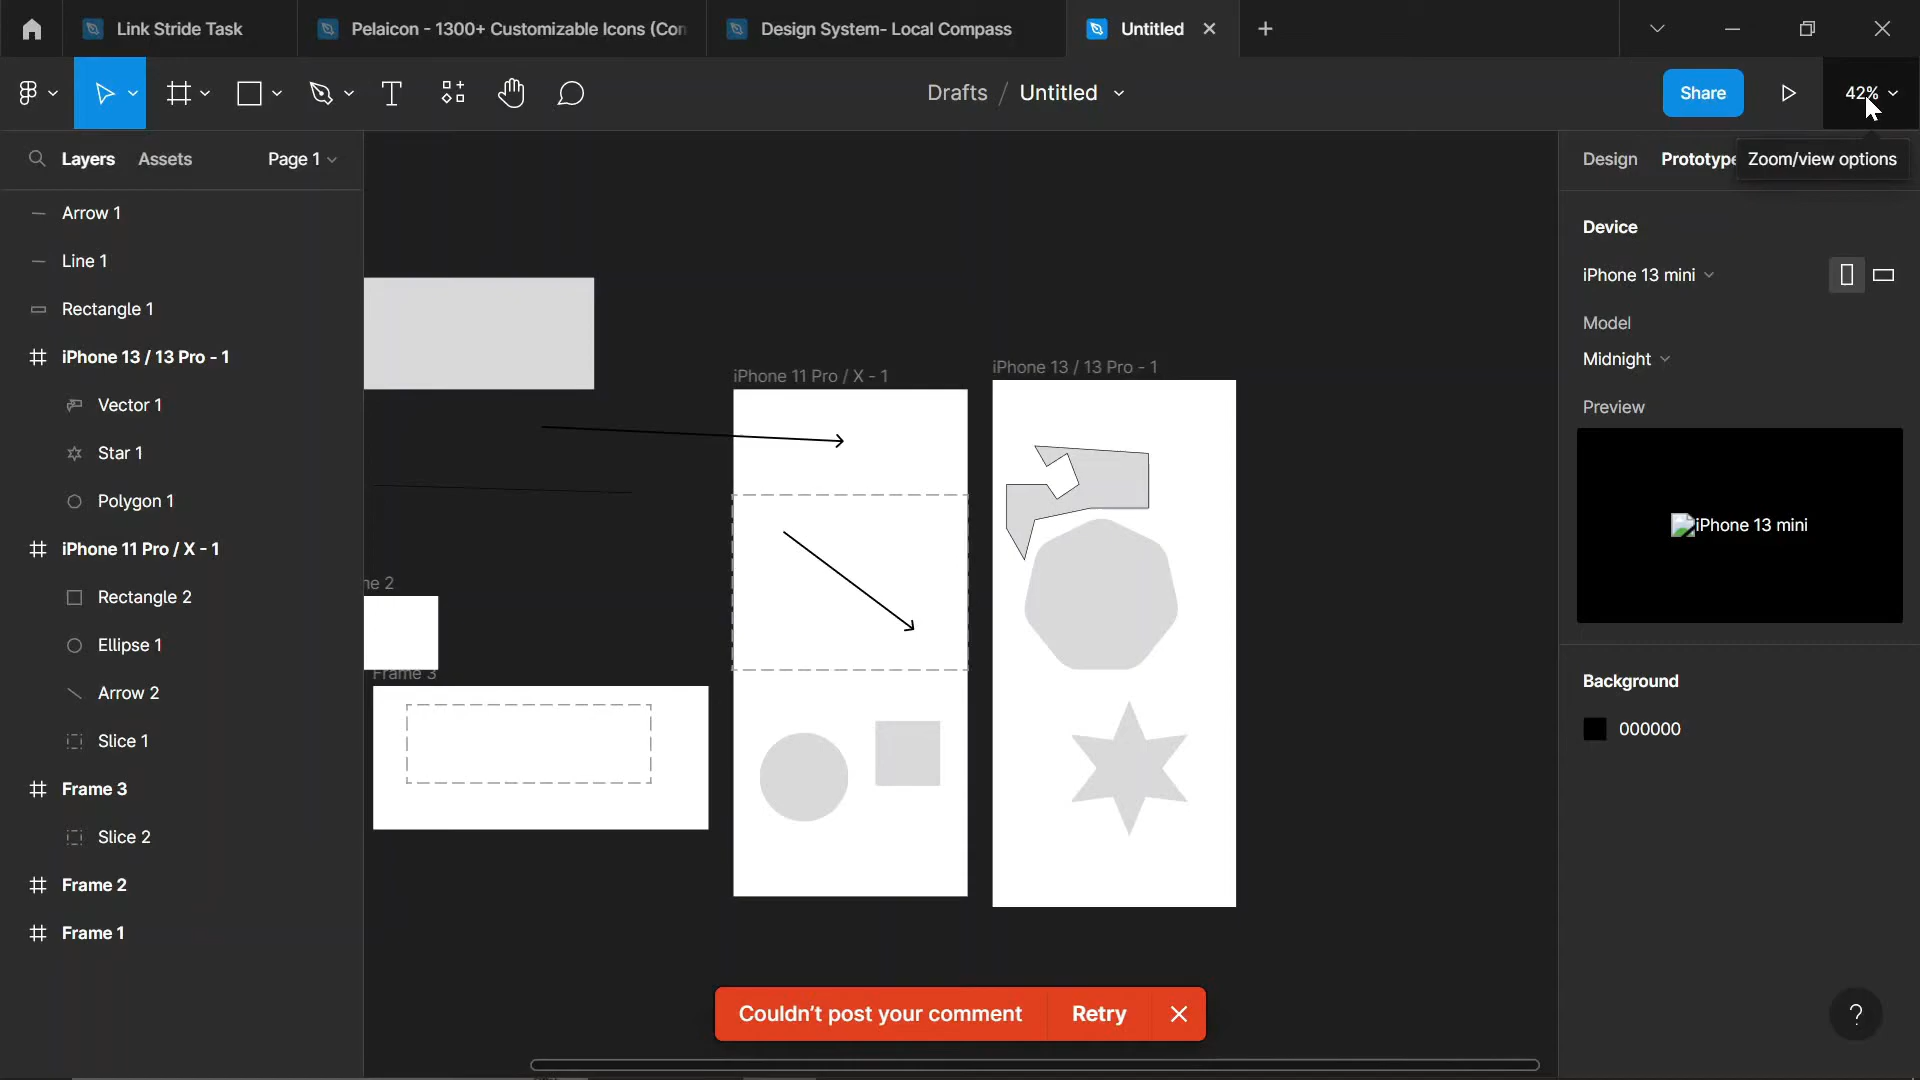 Link Stride Task
Pelaicon - 1300+ Customizable Icons (Con
Design System- Local Compass
Untitled
Drafts / Untitled
Share
42%
Layers
Assets
Page 1
Design
Prototype
Zoom/view options
Arrow 1
Line 1
Rectangle 1
iPhone 13 / 13 Pro - 1
Vector 1
Star 1
Polygon 1
iPhone 11 Pro / X - 1
Rectangle 2
Ellipse 1
Arrow 2
Slice 1
Frame 3
Slice 2
Frame 2
Frame 1
iPhone 11 Pro / X - 1
iPhone 13 / 13 Pro - 1
ne 2
Frame 3
Device
iPhone 13 mini
Model
Midnight
Preview
iPhone 13 mini
Background
000000
Couldn't post your comment
Retry
?